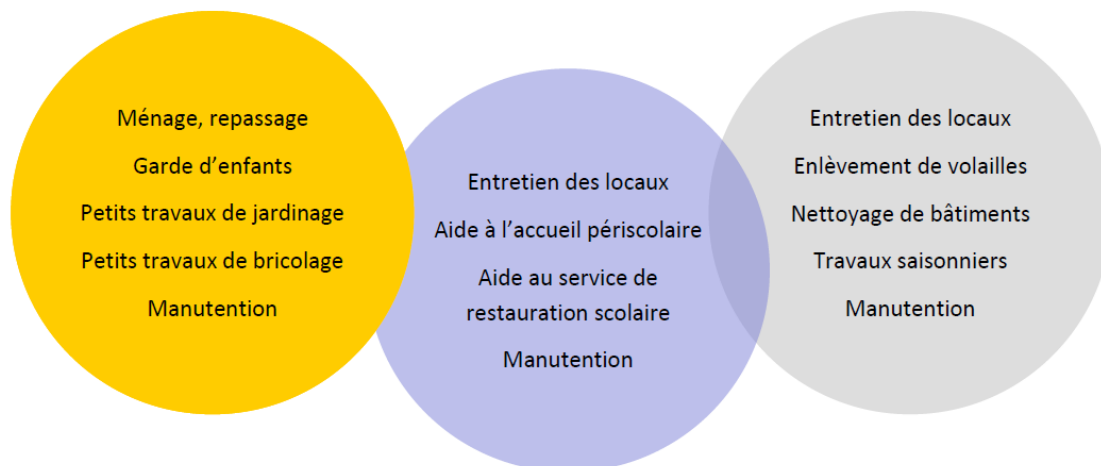 Ménage, repassage
Garde d’enfants
Petits travaux de jardinage
Petits travaux de bricolage
Manutention
Entretien des locaux
Aide à l’accueil périscolaire
Aide au service de
restauration scolaire
Manutention
Entretien des locaux
Enlèvement de volailles
Nettoyage de bâtiments
Travaux saisonniers
Manutention